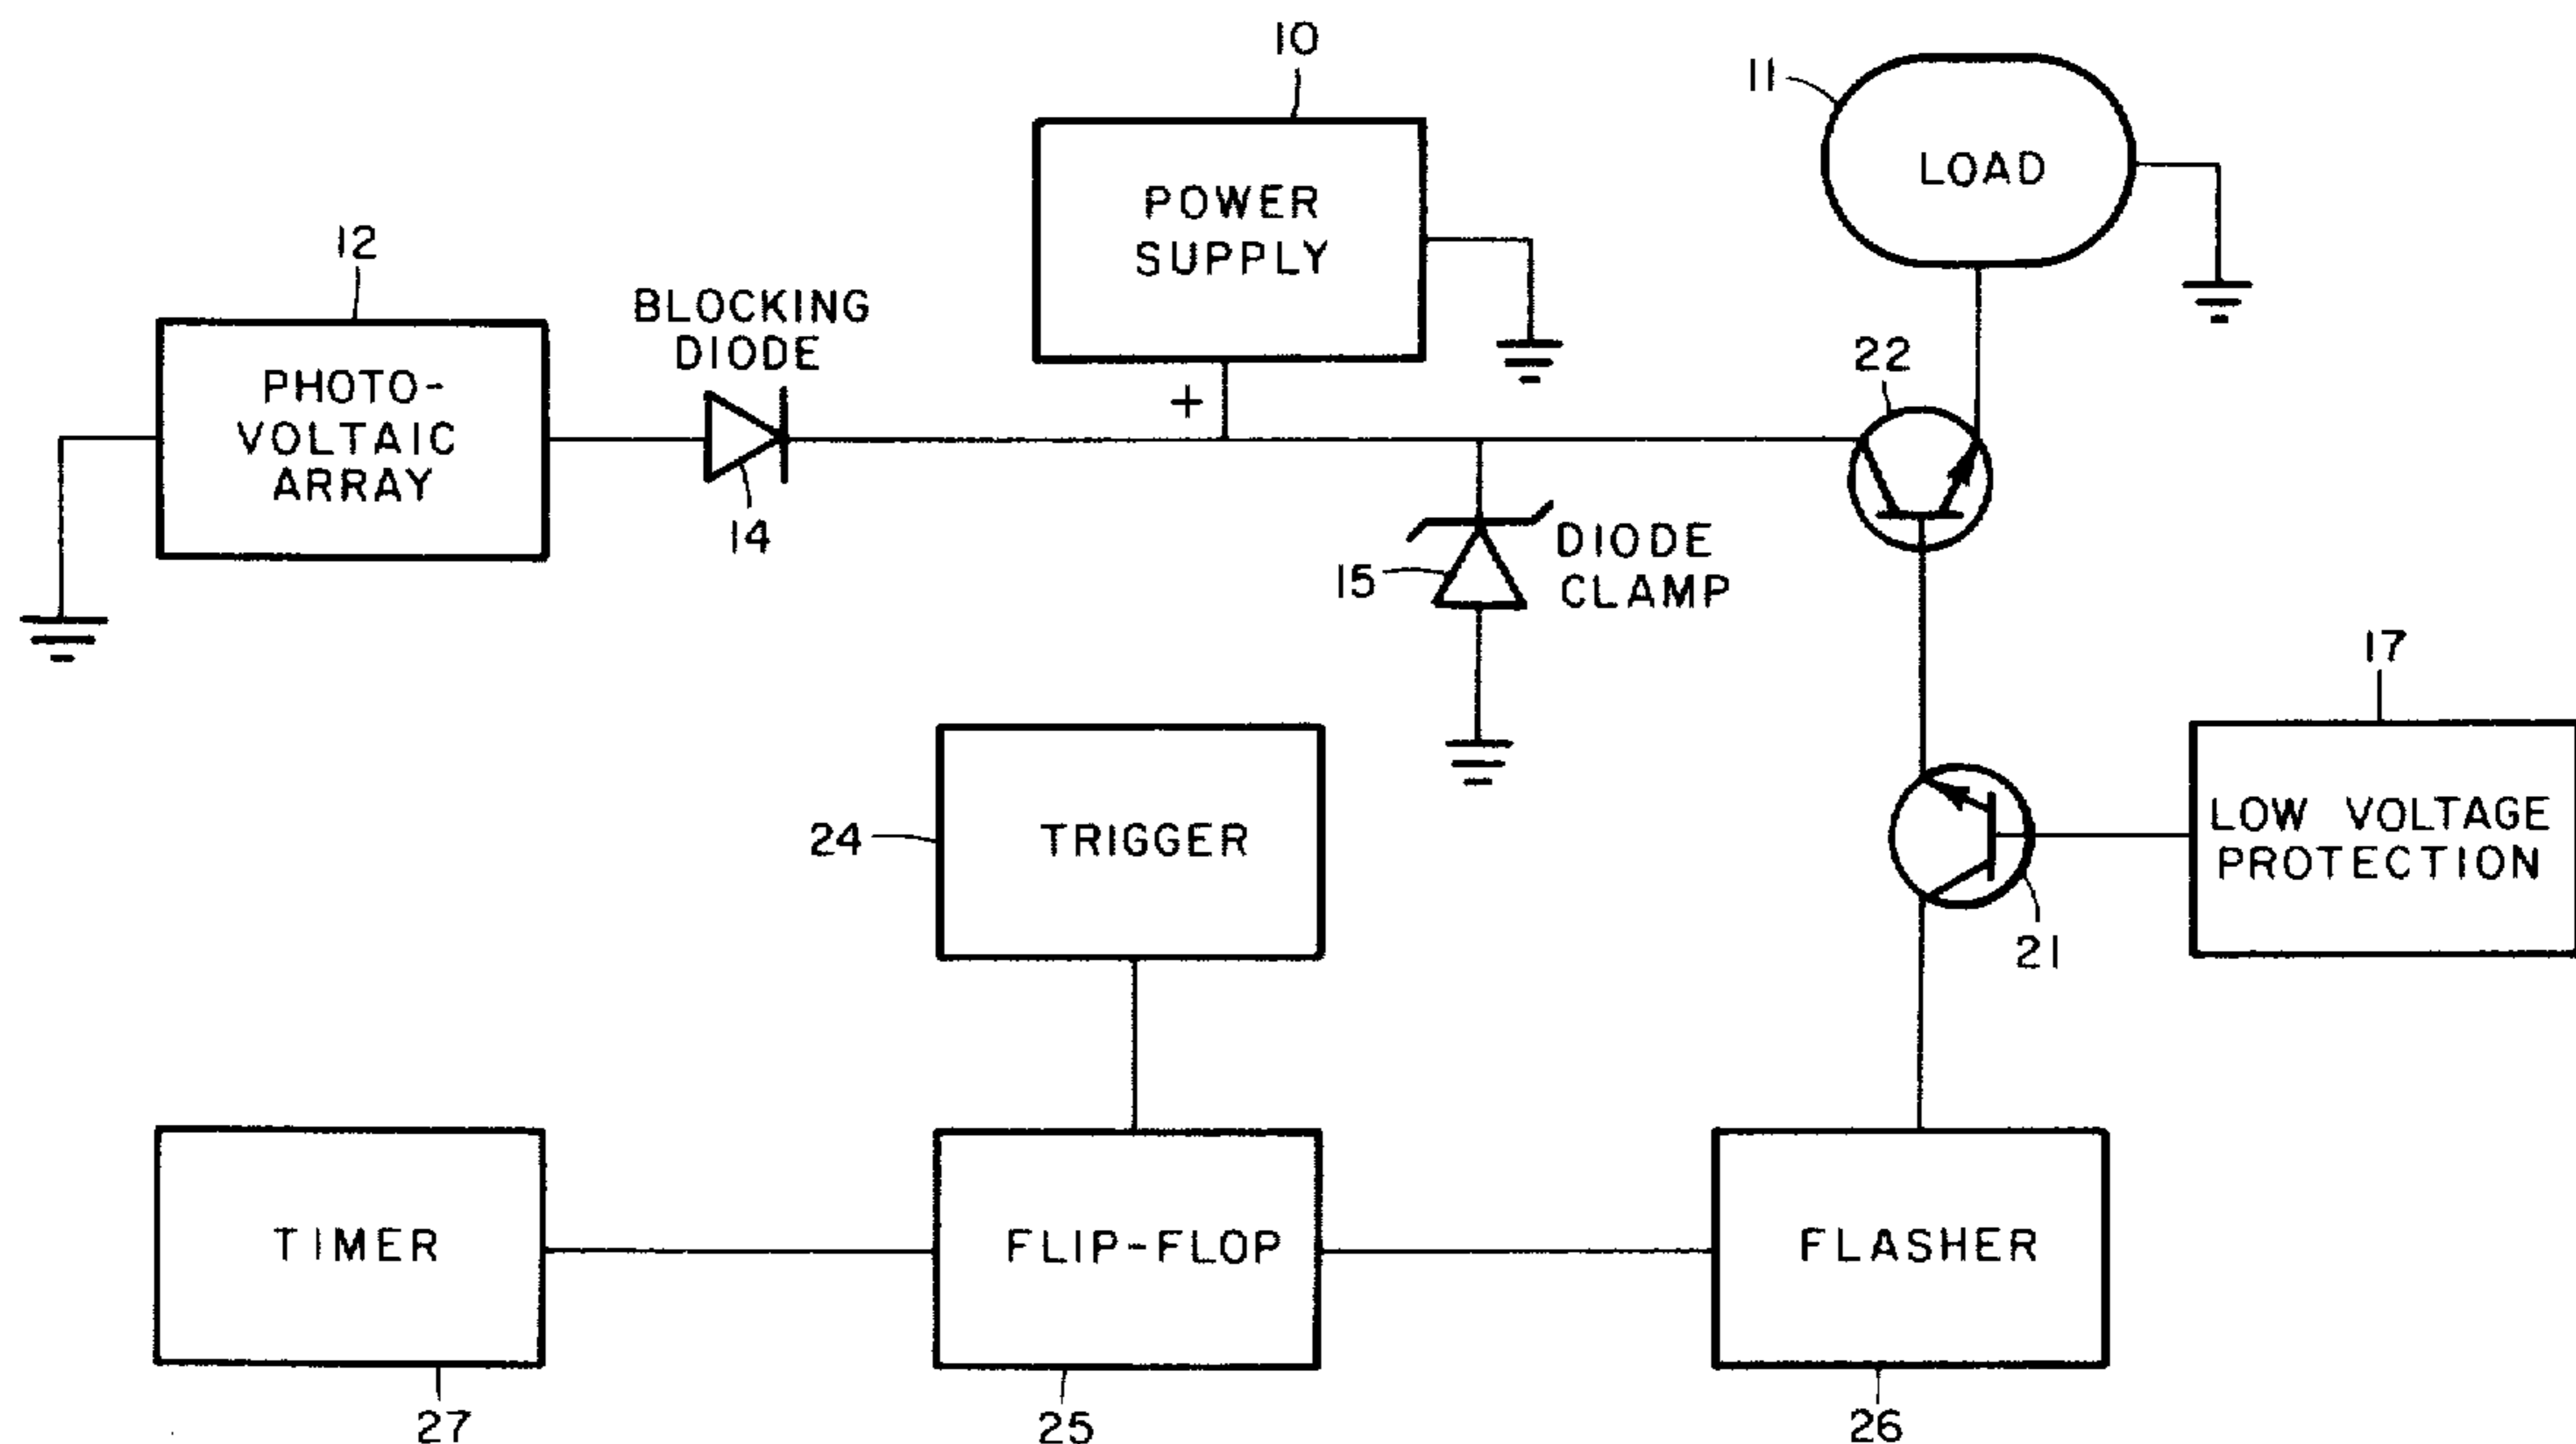 10
11
LOAD
POWER
SUPPLY
12
BLOCKING
DIODE
PHOTO-
VOLTAIC
ARRAY
+
22
14
15
DIODE
CLAMP
17
24
TRIGGER
LOW VOLTAGE
PROTECTION
21
TIMER
FLIP-FLOP
FLASHER
27
25
26